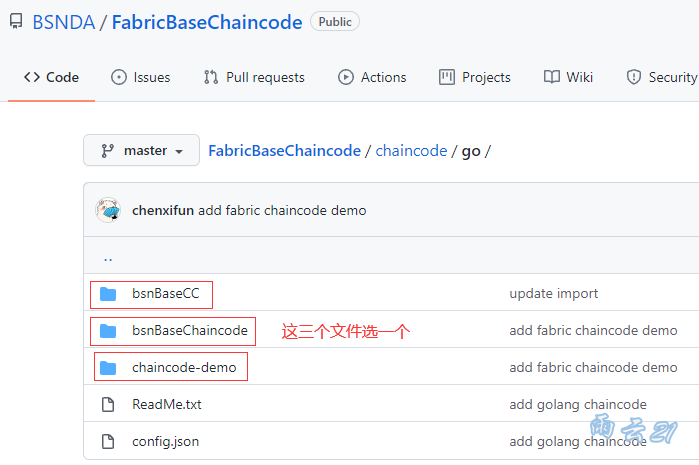 BSNDA / FabricBaseChaincode Public
Code Issues Pull requests Actions Projects Wiki Security
master FabricBaseChaincode / chaincode / go /
chenxifun add fabric chaincode demo
..
bsnBaseCC update import
bsnBaseChaincode 这三个文件选一个 add fabric chaincode demo
chaincode-demo add fabric chaincode demo
ReadMe.txt add golang chaincode
config.json add golang chaincode
雨云21